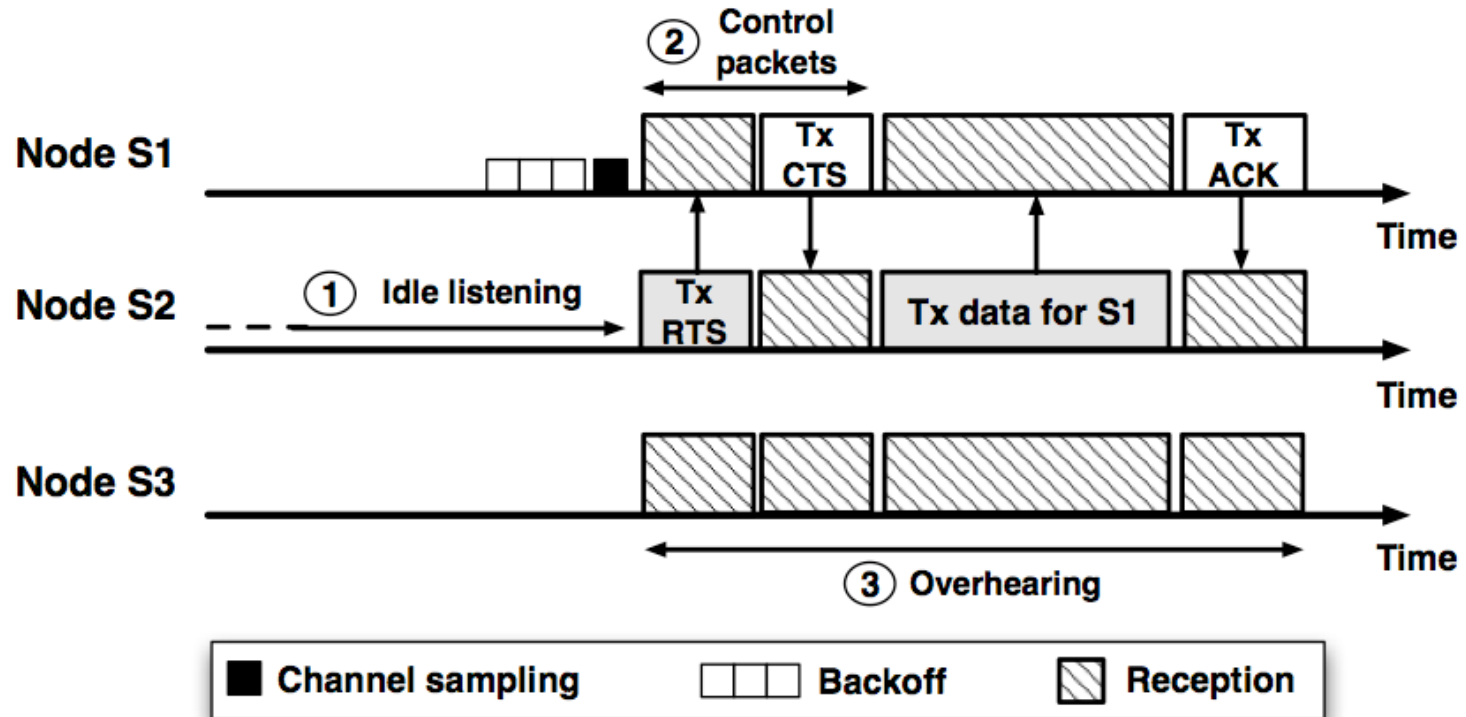 2 Control
packets
Node S1
Tx
CTS
Tx
ACK
Time
Node S2
1 Idle listening
Tx
RTS
Tx data for S1
Time
Node S3
Time
3 Overhearing
Channel sampling
Backoff
Reception